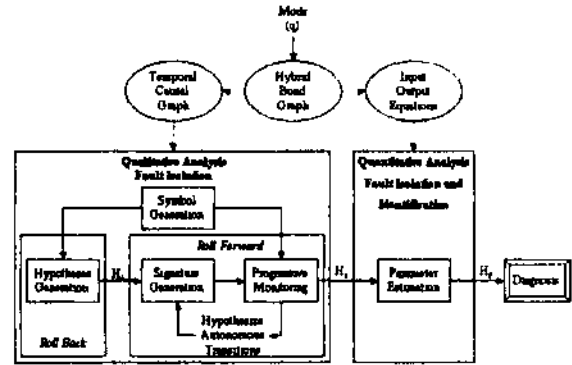 Mode
(q)
Temporal
Causal
Graph
Hybrid
Bond
Graph
Input
Output
Equations
Qualitative Analysis
Fault Isolation
Symbol
Generation
Roll Forward
Hypotheses
Generation
Signature
Generation
Progressive
Monitoring
Hypotheses
Autonomous
Transitions
Roll Back
Quantitative Analysis
Fault Isolation and
Identification
Parameter
Estimation
Diagnosis